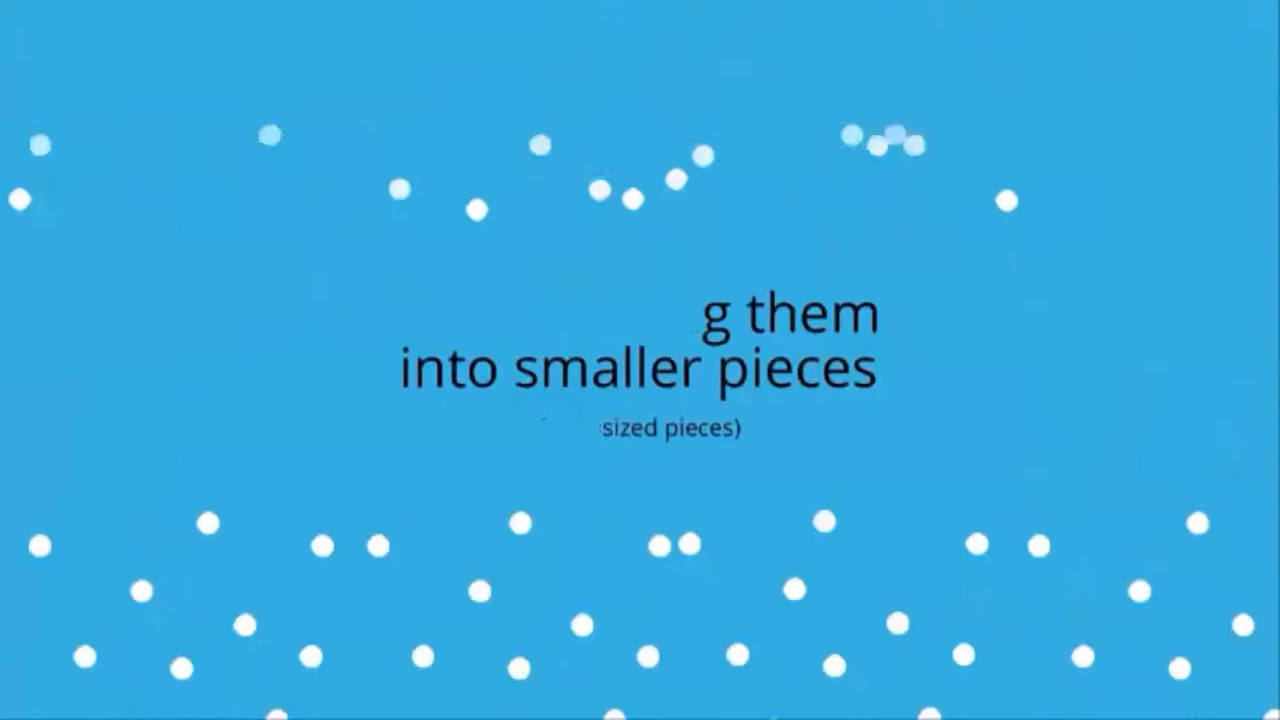 g them
into smaller pieces
sized pieces)